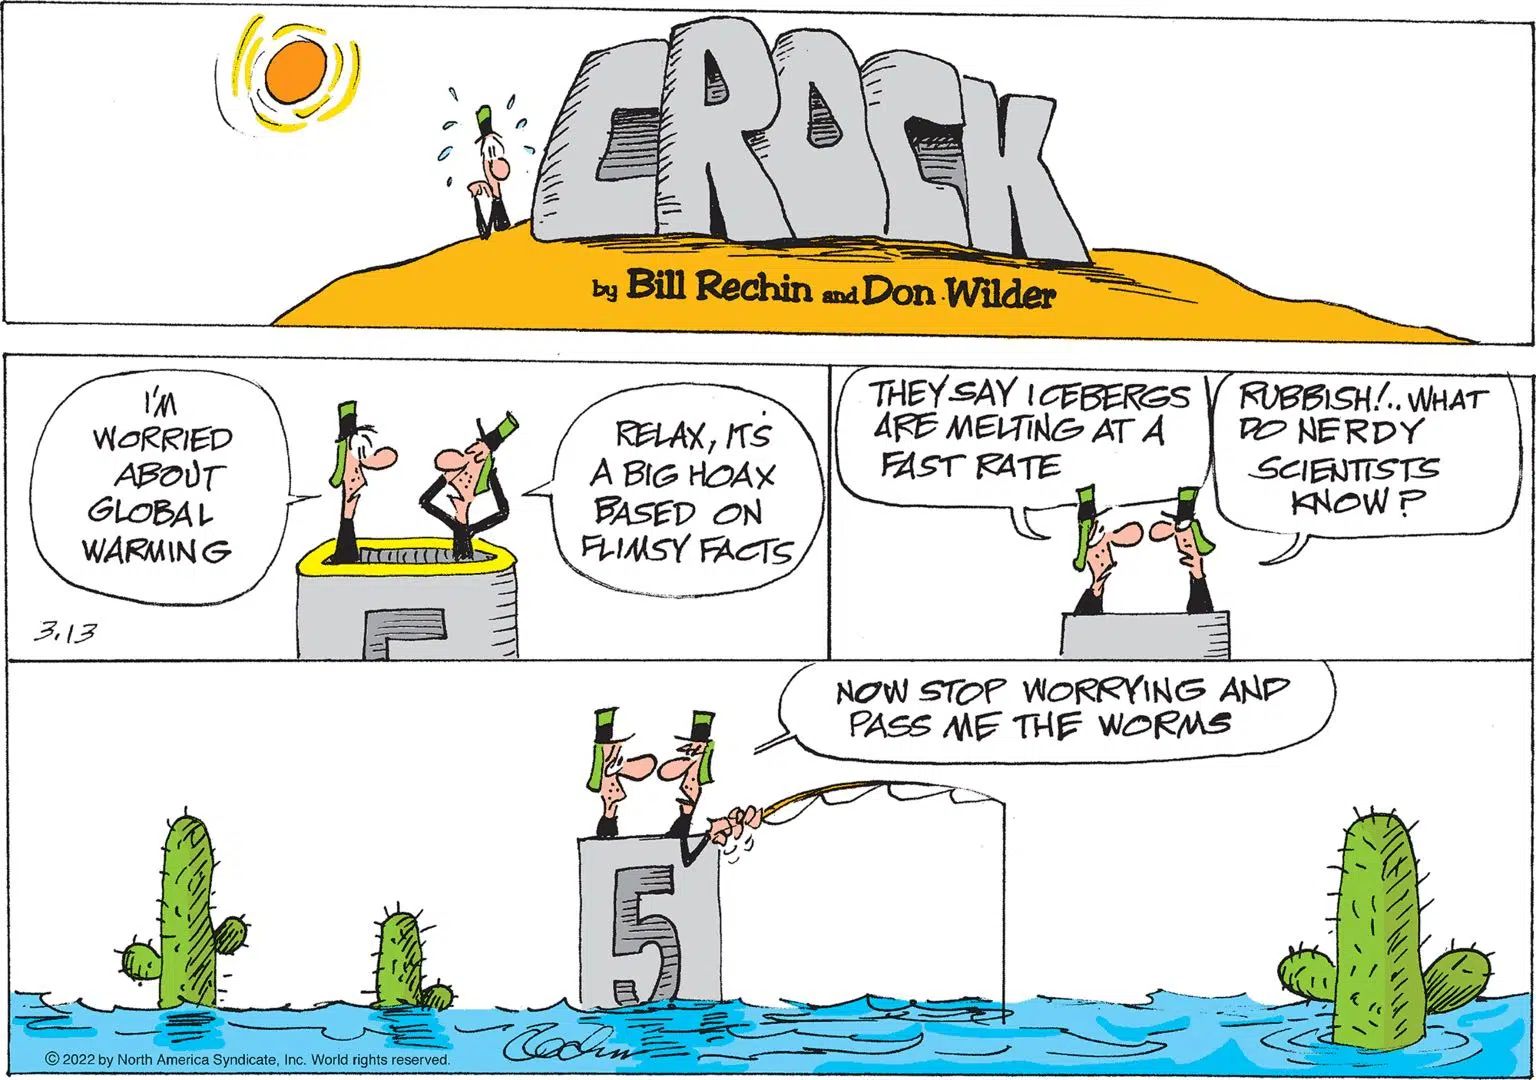 CROCK
by Bill Rechin and Don Wilder
I'M
WORRIED
ABOUT
GLOBAL
WARMING
RELAX, IT'S
A BIG HOAX
BASED ON
FLIMSY FACTS
3.13
THEY SAY ICEBERGS
ARE MELTING AT A
FAST RATE
RUBBISH!..WHAT
DO NERDY
SCIENTISTS
KNOW?
NOW STOP WORRYING AND
PASS ME THE WORMS
5
© 2022 by North America Syndicate, Inc. World rights reserved.